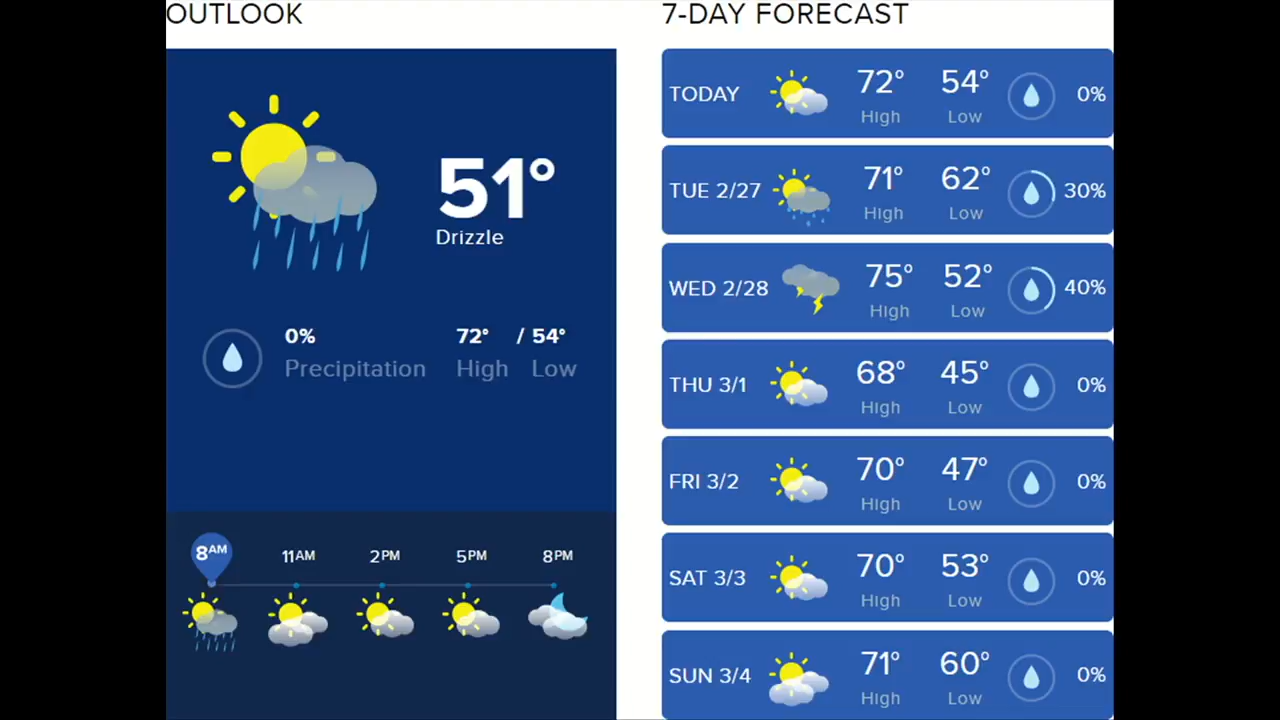 OUTLOOK
51°
Drizzle
0%
Precipitation
72° / 54°
High Low
8AM 11AM 2PM 5PM 8PM
7-DAY FORECAST
TODAY 72° 54° 0%
High Low
TUE 2/27 71° 62° 30%
High Low
WED 2/28 75° 52° 40%
High Low
THU 3/1 68° 45° 0%
High Low
FRI 3/2 70° 47° 0%
High Low
SAT 3/3 70° 53° 0%
High Low
SUN 3/4 71° 60° 0%
High Low